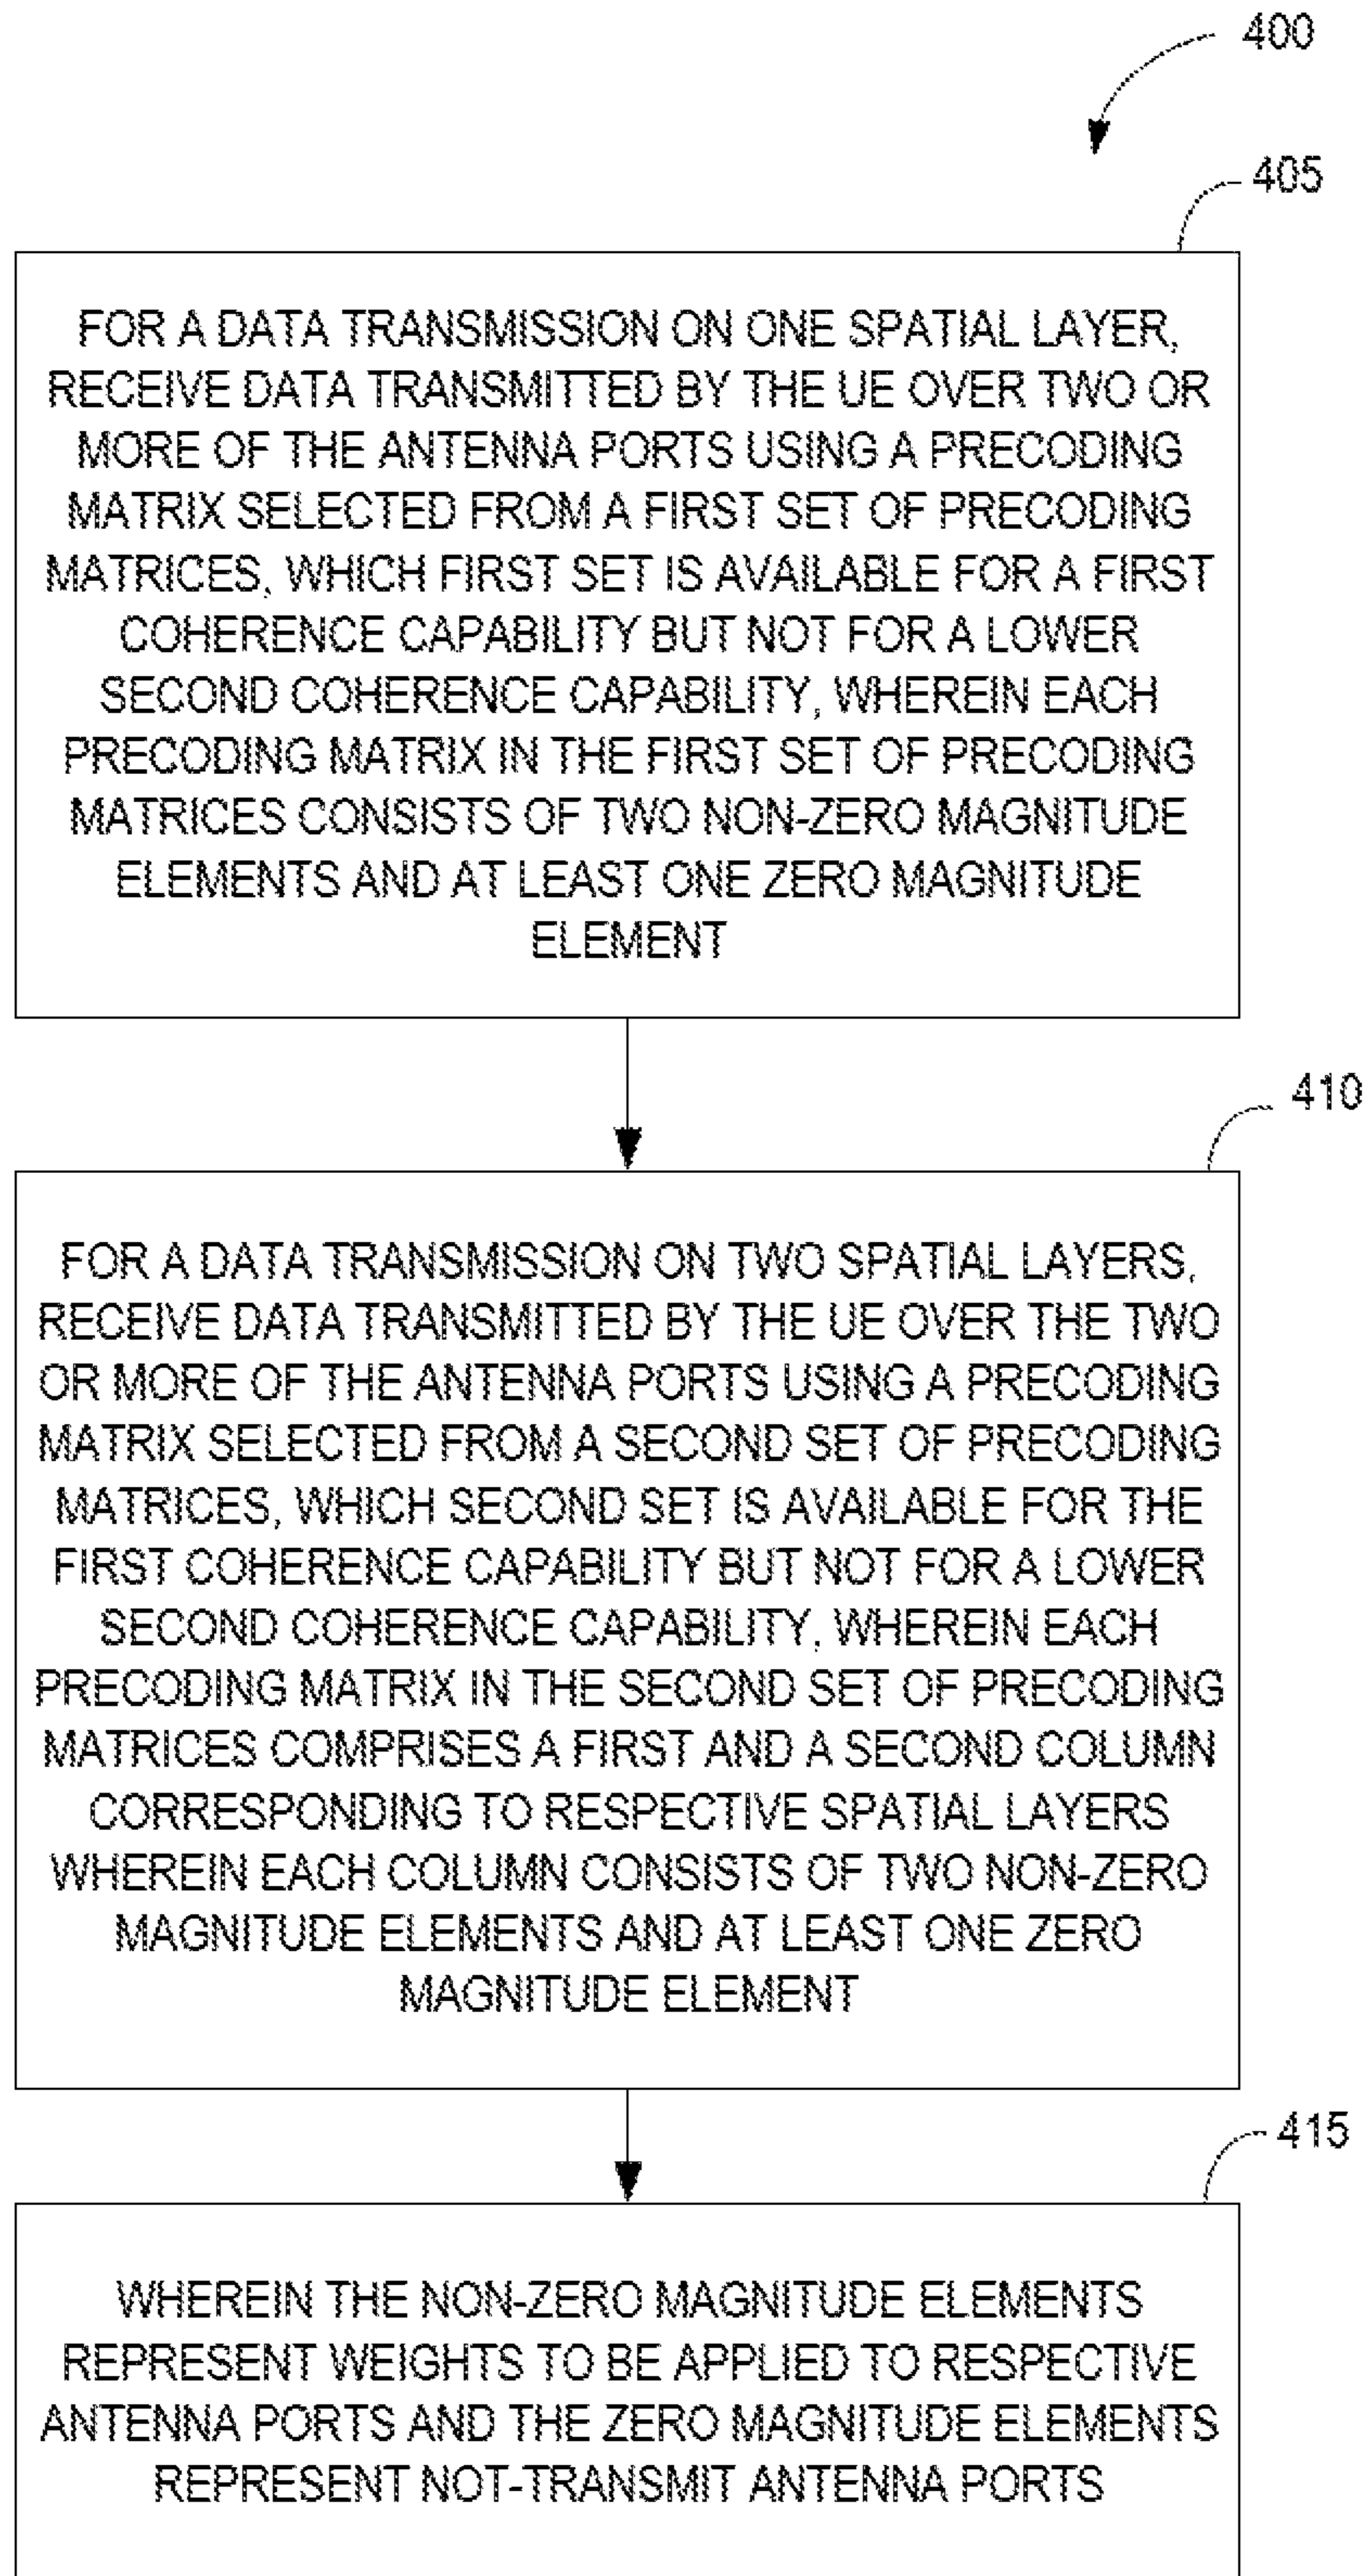 400
405
FOR A DATA TRANSMISSION ON ONE SPATIAL LAYER,
RECEIVE DATA TRANSMITTED BY THE UE OVER TWO OR
MORE OF THE ANTENNA PORTS USING A PRECODING
MATRIX SELECTED FROM A FIRST SET OF PRECODING
MATRICES, WHICH FIRST SET IS AVAILABLE FOR A FIRST
COHERENCE CAPABILITY BUT NOT FOR A LOWER
SECOND COHERENCE CAPABILITY, WHEREIN EACH
PRECODING MATRIX IN THE FIRST SET OF PRECODING
MATRICES CONSISTS OF TWO NON-ZERO MAGNITUDE
ELEMENTS AND AT LEAST ONE ZERO MAGNITUDE
ELEMENT
410
FOR A DATA TRANSMISSION ON TWO SPATIAL LAYERS,
RECEIVE DATA TRANSMITTED BY THE UE OVER THE TWO
OR MORE OF THE ANTENNA PORTS USING A PRECODING
MATRIX SELECTED FROM A SECOND SET OF PRECODING
MATRICES, WHICH SECOND SET IS AVAILABLE FOR THE
FIRST COHERENCE CAPABILITY BUT NOT FOR A LOWER
SECOND COHERENCE CAPABILITY, WHEREIN EACH
PRECODING MATRIX IN THE SECOND SET OF PRECODING
MATRICES COMPRISES A FIRST AND A SECOND COLUMN
CORRESPONDING TO RESPECTIVE SPATIAL LAYERS
WHEREIN EACH COLUMN CONSISTS OF TWO NON-ZERO
MAGNITUDE ELEMENTS AND AT LEAST ONE ZERO
MAGNITUDE ELEMENT
415
WHEREIN THE NON-ZERO MAGNITUDE ELEMENTS
REPRESENT WEIGHTS TO BE APPLIED TO RESPECTIVE
ANTENNA PORTS AND THE ZERO MAGNITUDE ELEMENTS
REPRESENT NOT-TRANSMIT ANTENNA PORTS